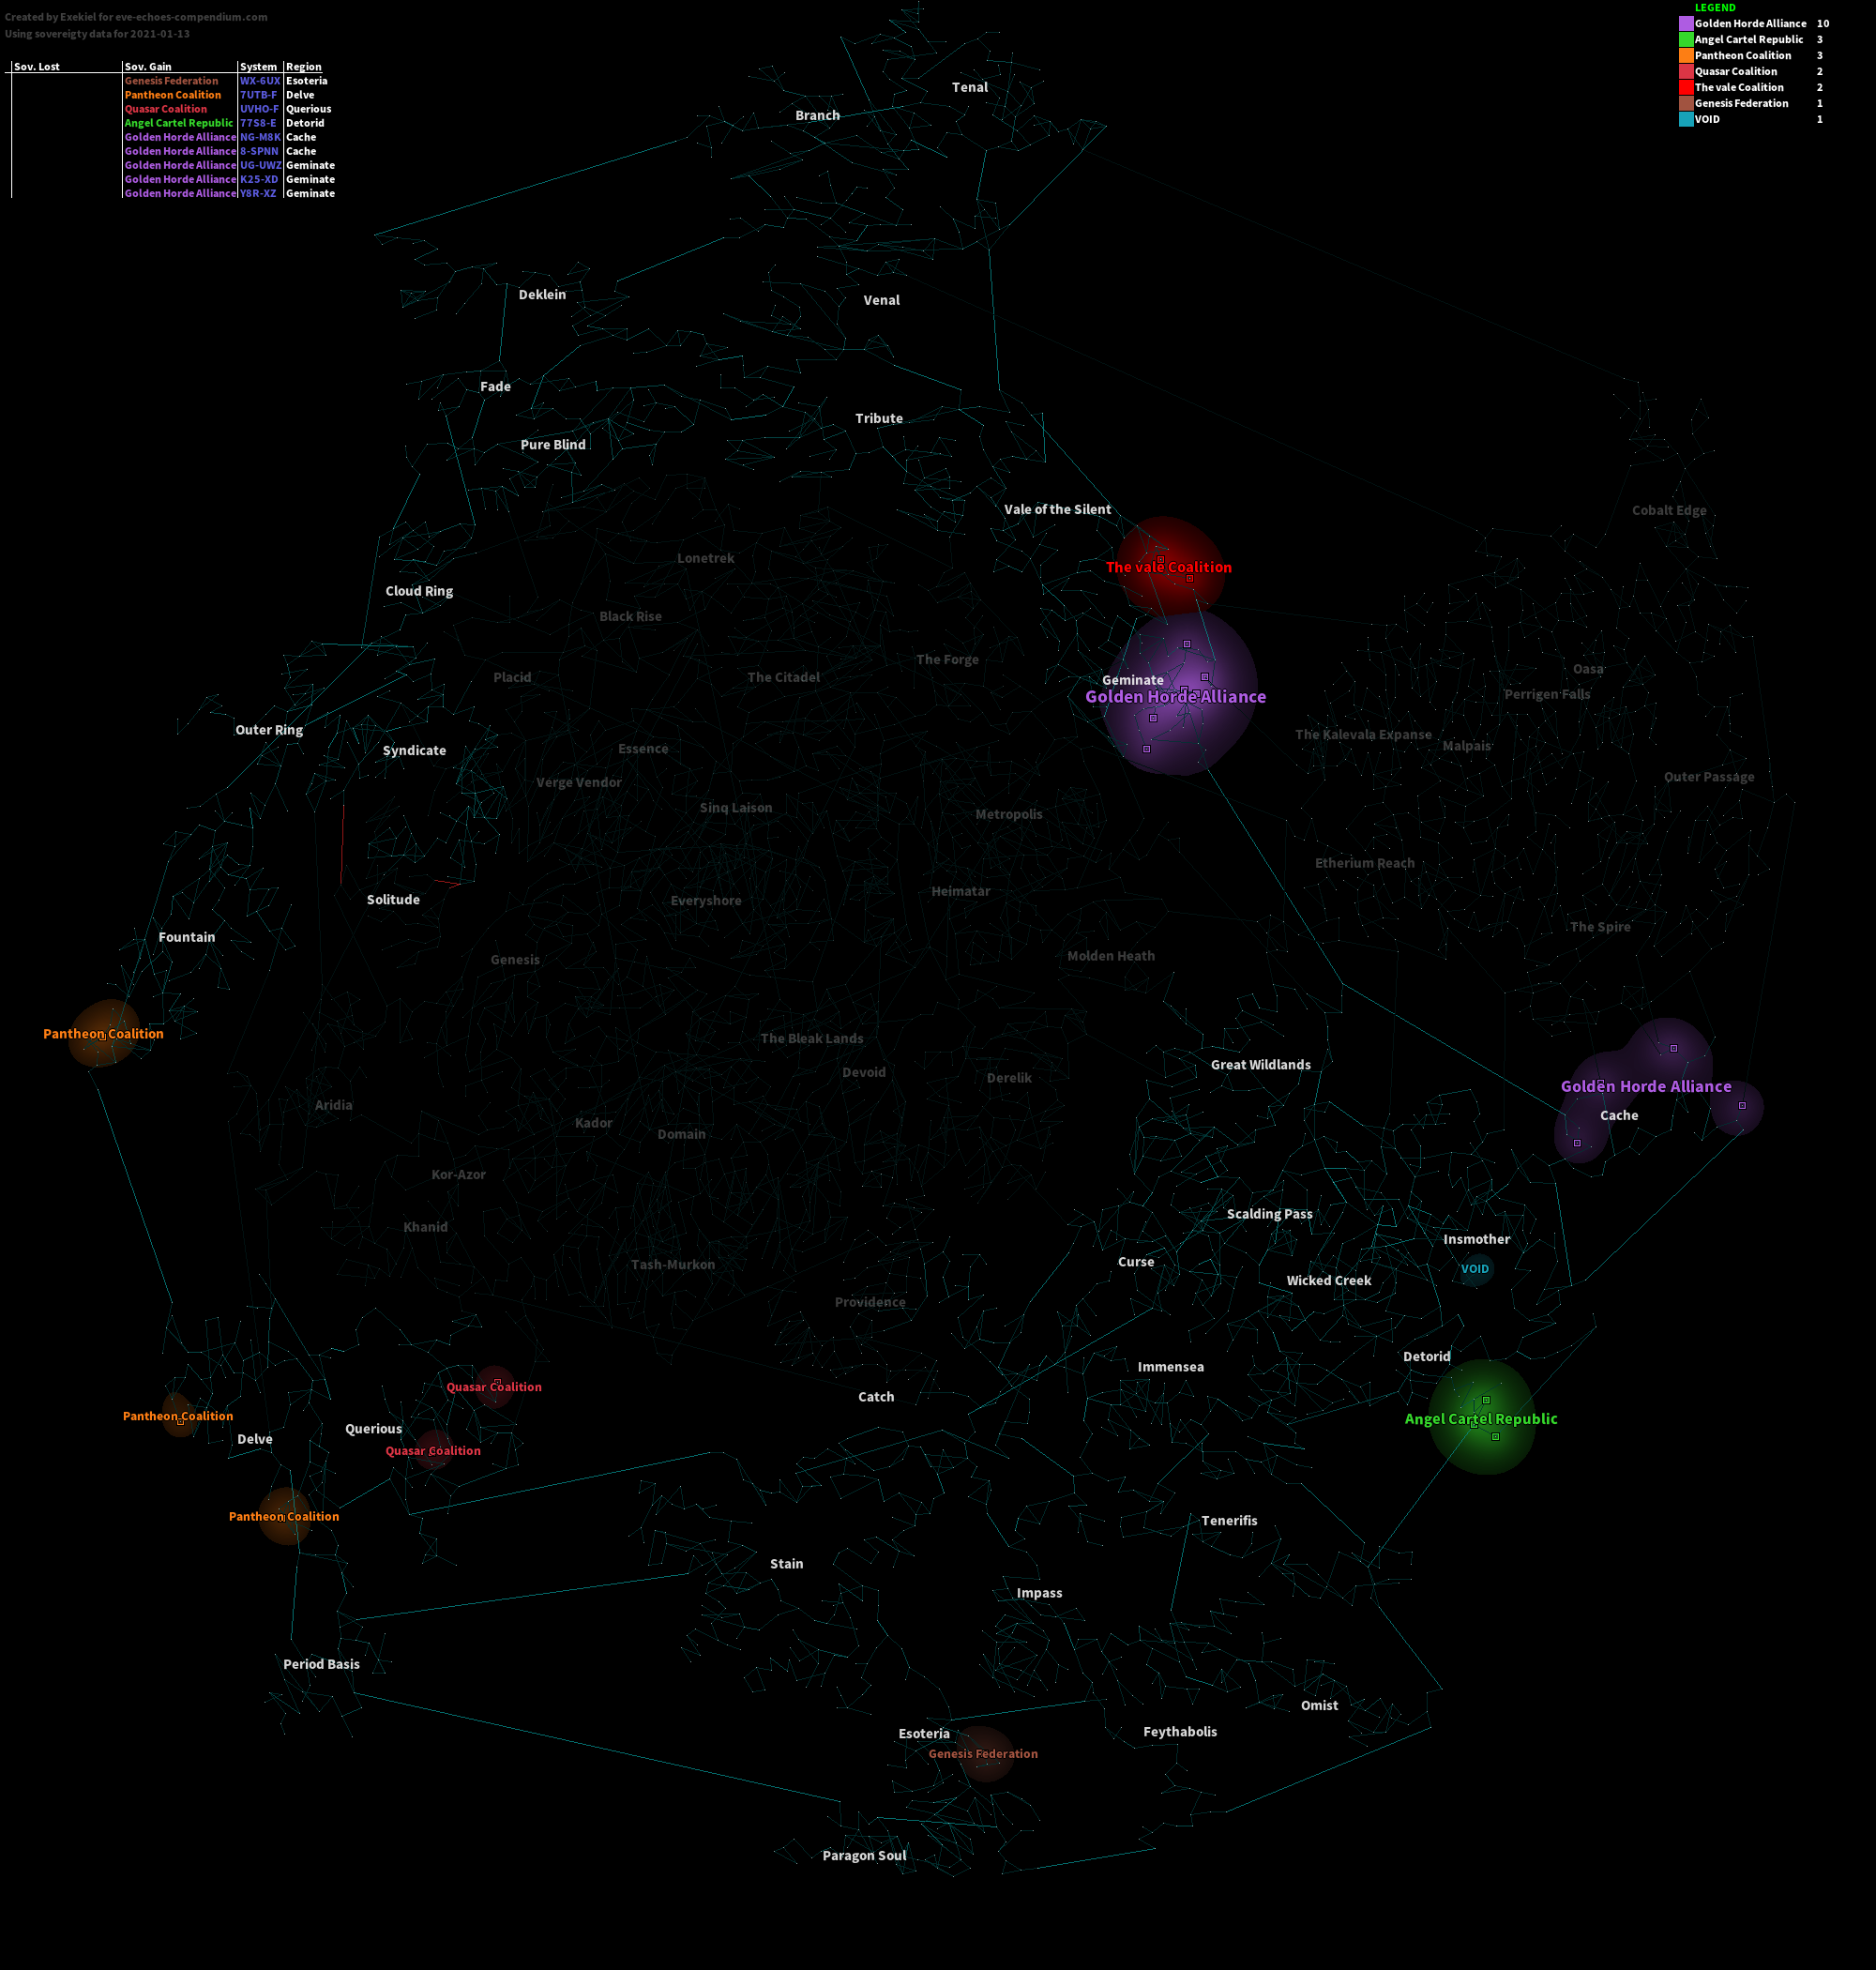 Created by Exekiel for eve-echoes-compendium.com
Using sovereigty data for 2021-01-13
LEGEND
Golden Horde Alliance 10
Angel Cartel Republic 3
Pantheon Coalition 3
Quasar Coalition 2
The vale Coalition 2
Genesis Federation 1
VOID 1
Sov. Lost Sov. Gain System Region
Genesis Federation WX-6UX Esoteria
Pantheon Coalition 7UTB-F Delve
Quasar Coalition UVHO-F Querious
Angel Cartel Republic 77S8-E Detorid
Golden Horde Alliance NG-M8K Cache
Golden Horde Alliance 8-SPNN Cache
Golden Horde Alliance UG-UWZ Geminate
Golden Horde Alliance K25-XD Geminate
Golden Horde Alliance Y8R-XZ Geminate
Tenal
Branch
Deklein
Venal
Fade
Tribute
Pure Blind
Vale of the Silent
Cobalt Edge
Lonetrek
The vale Coalition
Cloud Ring
Black Rise
The Forge
Oasa
Placid
The Citadel
Geminate
Golden Horde Alliance
Perrigen Falls
Outer Ring
The Kalevala Expanse
Syndicate
Essence
Malpais
Outer Passage
Verge Vendor
Sinq Laison
Metropolis
Etherium Reach
Solitude
Everyshore
Heimatar
The Spire
Fountain
Genesis
Molden Heath
Pantheon Coalition
The Bleak Lands
Great Wildlands
Devoid
Derelik
Golden Horde Alliance
Aridia
Cache
Kador
Domain
Kor-Azor
Scalding Pass
Khanid
Insmother
Tash-Murkon
Curse
VOID
Wicked Creek
Providence
Detorid
Immensea
Quasar Coalition
Catch
Pantheon Coalition
Angel Cartel Republic
Querious
Delve
Quasar Coalition
Pantheon Coalition
Tenerifis
Stain
Impass
Period Basis
Omist
Esoteria
Feythabolis
Genesis Federation
Paragon Soul